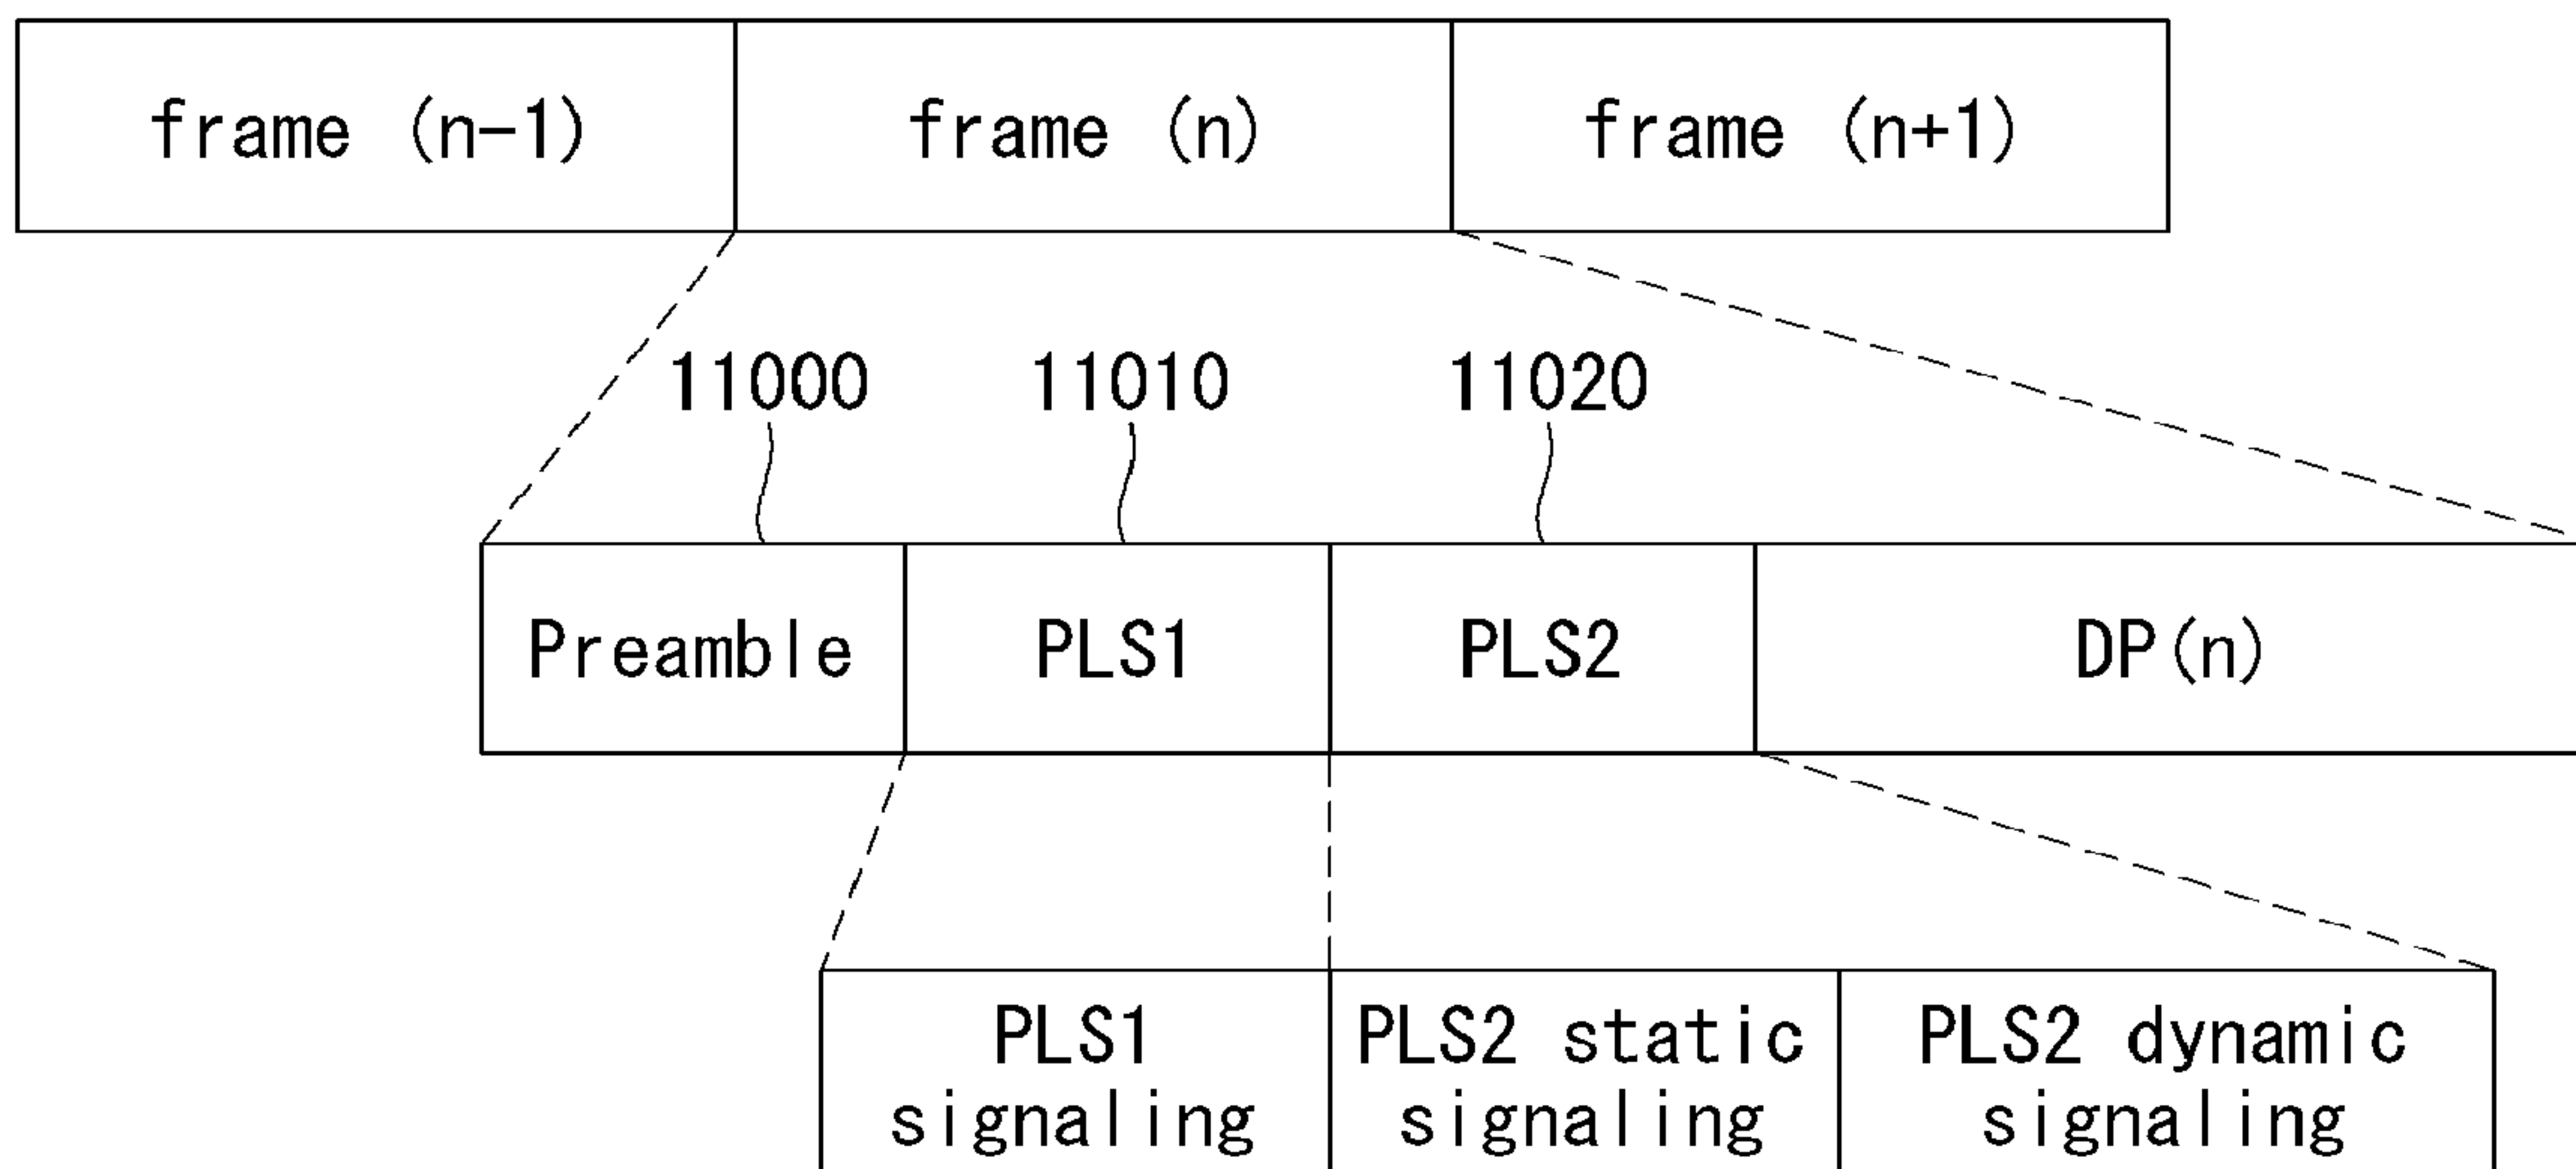 frame (n-1) frame (n) frame (n+1)
11000 11010 11020
Preamble PLS1 PLS2 DP(n)
PLS1 signaling
PLS2 static signaling
PLS2 dynamic signaling